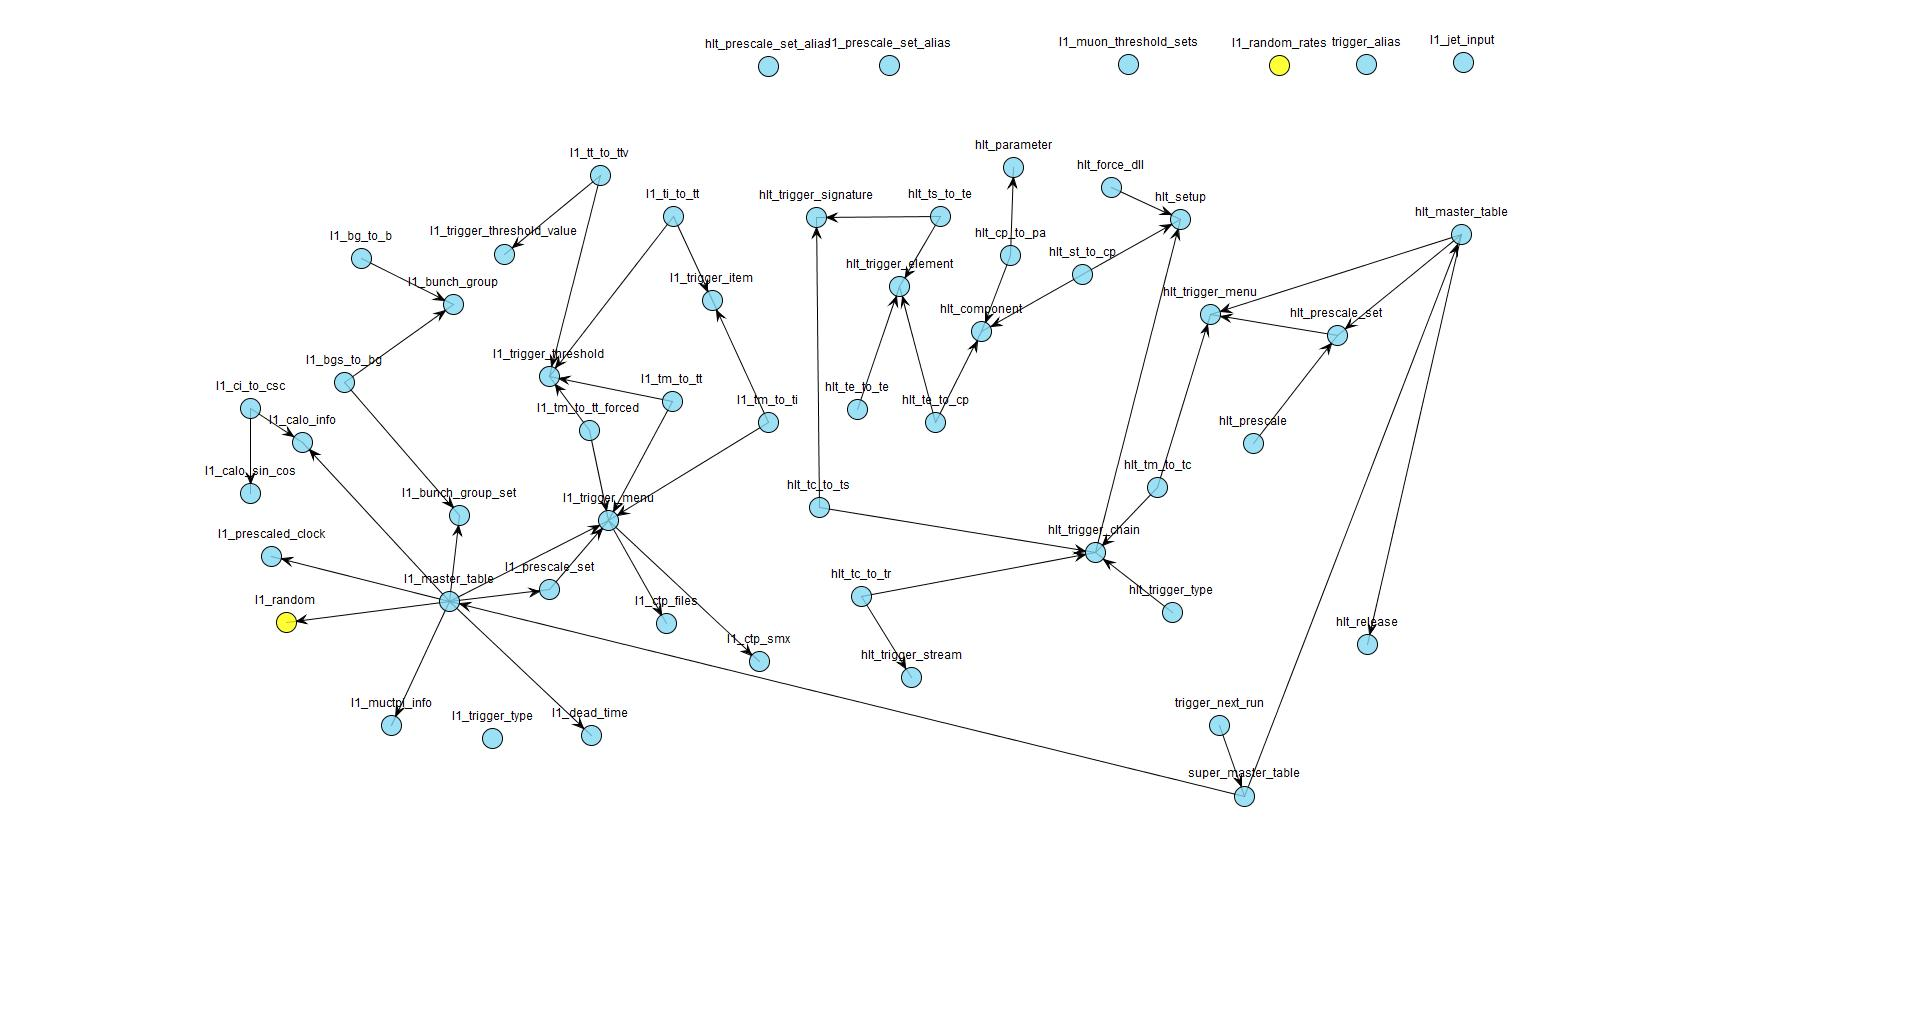 hlt_prescale_set_alias
l1_prescale_set_alias
l1_muon_threshold_sets
l1_random_rates
trigger_alias
l1_jet_input
l1_tt_to_ttv
hlt_parameter
hlt_force_dll
l1_ti_to_tt
hlt_trigger_signature
hlt_ts_to_te
hlt_setup
hlt_master_table
l1_bg_to_b
l1_trigger_threshold_value
hlt_cp_to_pa
hlt_st_to_cp
hlt_trigger_element
l1_bunch_group
l1_trigger_item
hlt_trigger_menu
hlt_component
hlt_prescale_set
l1_bgs_to_bg
l1_trigger_threshold
l1_ci_to_csc
l1_tm_to_tt
hlt_te_to_te
l1_tm_to_ti
hlt_te_to_cp
l1_calo_info
l1_tm_to_tt_forced
hlt_prescale
l1_calo_sin_cos
hlt_tm_to_tc
hlt_tc_to_ts
l1_bunch_group_set
l1_trigger_menu
l1_prescaled_clock
hlt_trigger_chain
l1_master_table
l1_prescale_set
hlt_tc_to_tr
hlt_trigger_type
l1_random
l1_ctp_files
hlt_release
l1_ctp_smx
hlt_trigger_stream
l1_muctpi_info
l1_trigger_type
l1_dead_time
trigger_next_run
super_master_table